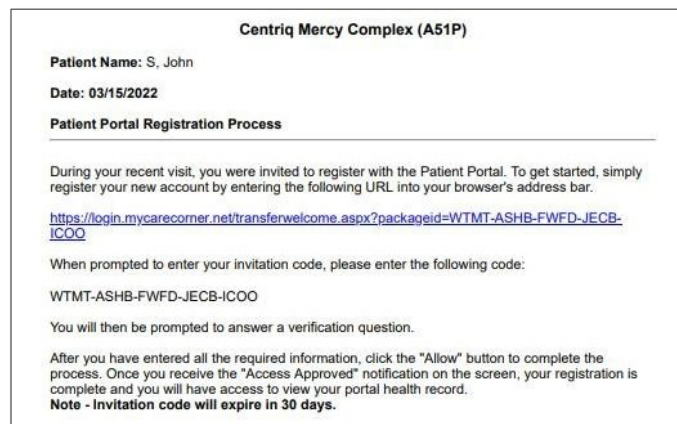 Centriq Mercy Complex (A51P)
Patient Name: S, John
Date: 03/15/2022
Patient Portal Registration Process
During your recent visit, you were invited to register with the Patient Portal. To get started, simply
register your new account by entering the following URL into your browser's address bar.
https://login.mycarecorner.net/transferwelcome.aspx?packageid=WTMT-ASHB-FWFD-JECB-
ICOO
When prompted to enter your invitation code, please enter the following code:
WTMT-ASHB-FWFD-JECB-ICOO
You will then be prompted to answer a verification question.
After you have entered all the required information, click the "Allow" button to complete the
process. Once you receive the "Access Approved" notification on the screen, your registration is
complete and you will have access to view your portal health record.
Note - Invitation code will expire in 30 days.